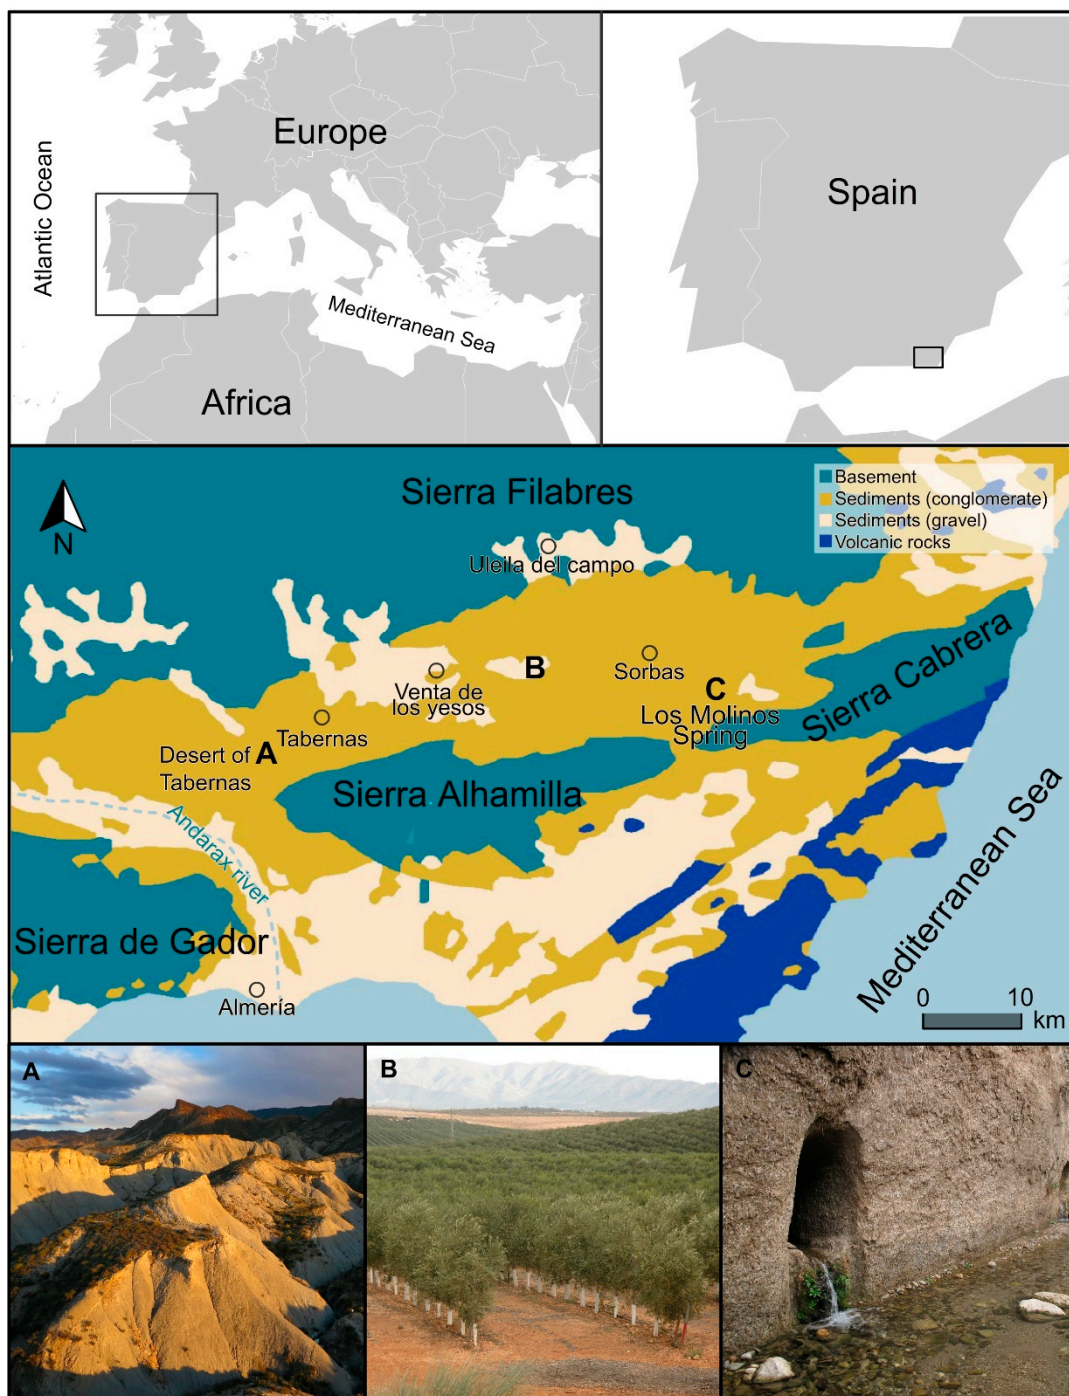 Europe
Atlantic Ocean
Mediterranean Sea
Africa
Spain
Sierra Filabres
Basement
Sediments (conglomerate)
Sediments (gravel)
Volcanic rocks
N
Uleila del campo
Sierra Cabrera
B
Sorbas
Venta de
los yesos
C
Los Molinos
Spring
Tabernas
A
Desert of
Tabernas
Sierra Alhamilla
Andarax river
Mediterranean Sea
Sierra de Gador
Almería
0 10
km
A
B
C